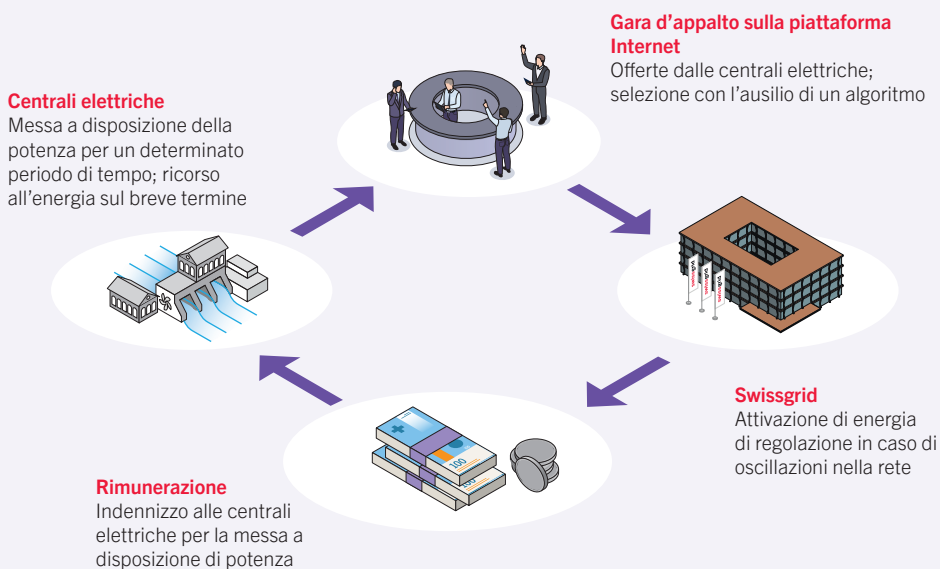 Gara d’appalto sulla piattaforma
Internet
Offerte dalle centrali elettriche;
selezione con l’ausilio di un algoritmo
Centrali elettriche
Messa a disposizione della
potenza per un determinato
periodo di tempo; ricorso
all’energia sul breve termine
Swissgrid
Attivazione di energia
di regolazione in caso di
oscillazioni nella rete
100
100
Rimunerazione
Indennizzo alle centrali
elettriche per la messa a
disposizione di potenza